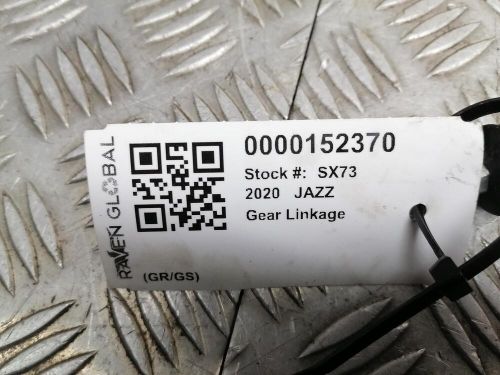 RAVEN GLOBAL
0000152370
Stock #: SX73
2020 JAZZ
Gear Linkage
(GR/GS)